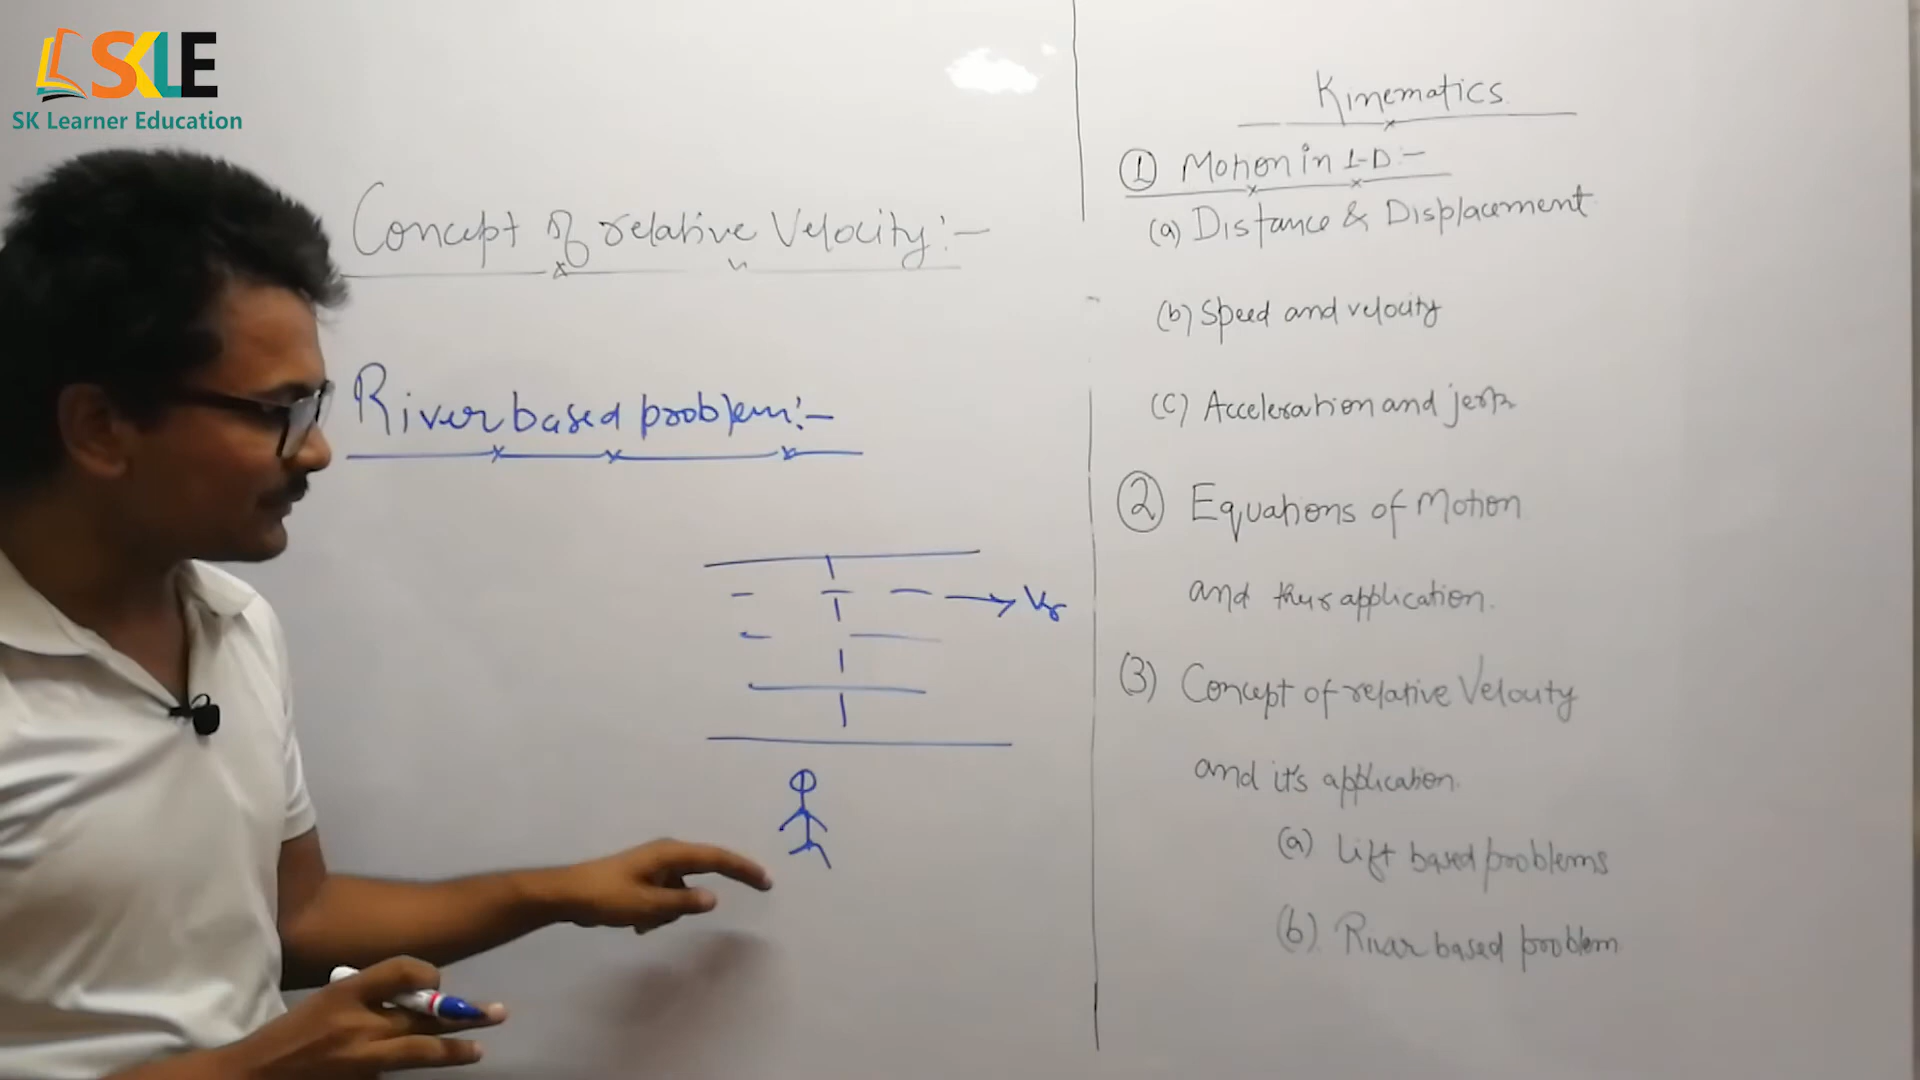 SKLE
SK Learner Education
Concept of relative Velocity:-
River based problem:-
Vr
Kinematics
① Motion in 1-D:-
(a) Distance & Displacement
(b) Speed and velocity
(c) Acceleration and jerk
② Equations of Motion
and their application.
(3) Concept of relative Velocity
and it's application.
(a) Lift based problems
(b). River based problem